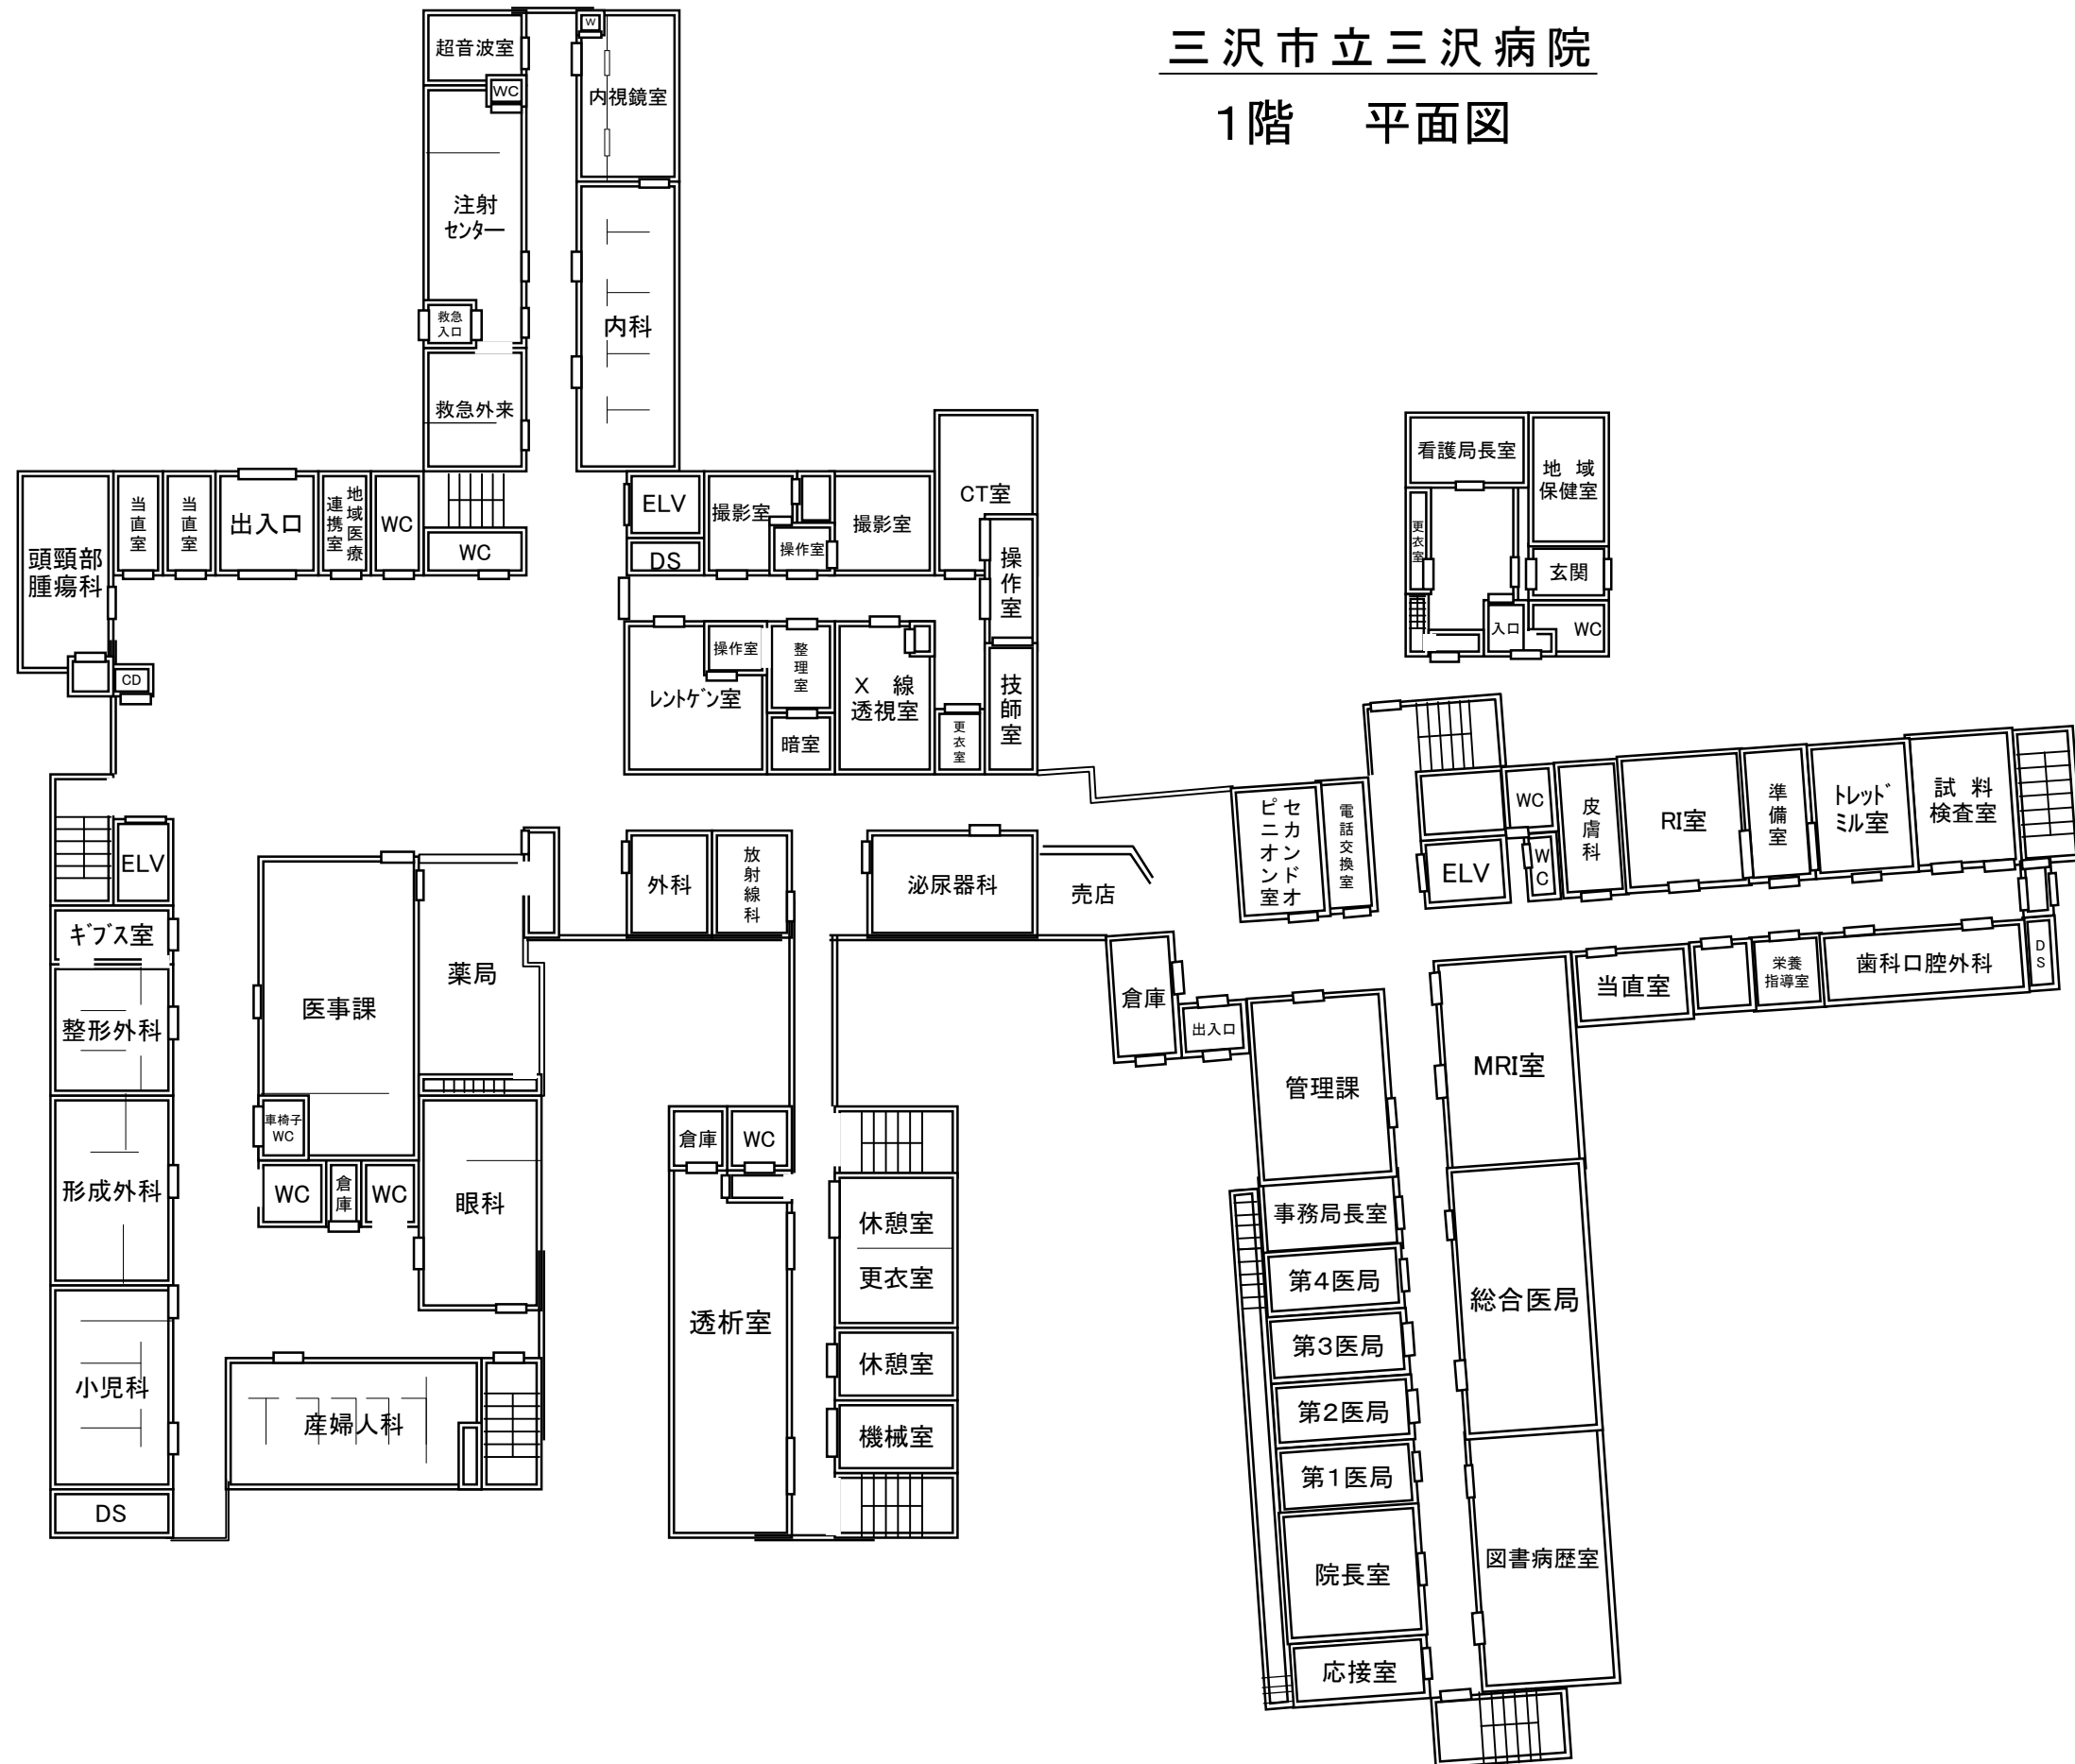 三沢市立三沢病院
1階 平面図
超音波室
W
WC
内視鏡室
注射
センター
救急
入口
内科
救急外来
頭頸部
腫瘍科
当直室
当直室
出入口
地域医療
連携室
WC
WC
CD
ELV
DS
撮影室
操作室
撮影室
CT室
操作室
レントゲン室
操作室
整理室
暗室
X 線
透視室
更衣室
技師室
看護局長室
地 域
保健室
更衣室
玄関
入口
WC
ELV
ギブス室
整形外科
形成外科
小児科
DS
医事課
車椅子
WC
WC
倉庫
WC
薬局
眼科
産婦人科
外科
放射線科
泌尿器科
売店
セカンドオ
ピニオン室
電話交換室
WC
ELV
WC
皮膚科
RI室
準備室
トレッド
ミル室
試 料
検査室
倉庫
出入口
当直室
栄養
指導室
歯科口腔外科
DS
倉庫
WC
透析室
休憩室
更衣室
休憩室
機械室
管理課
事務局長室
第4医局
第3医局
第2医局
第1医局
院長室
応接室
MRI室
総合医局
図書病歴室